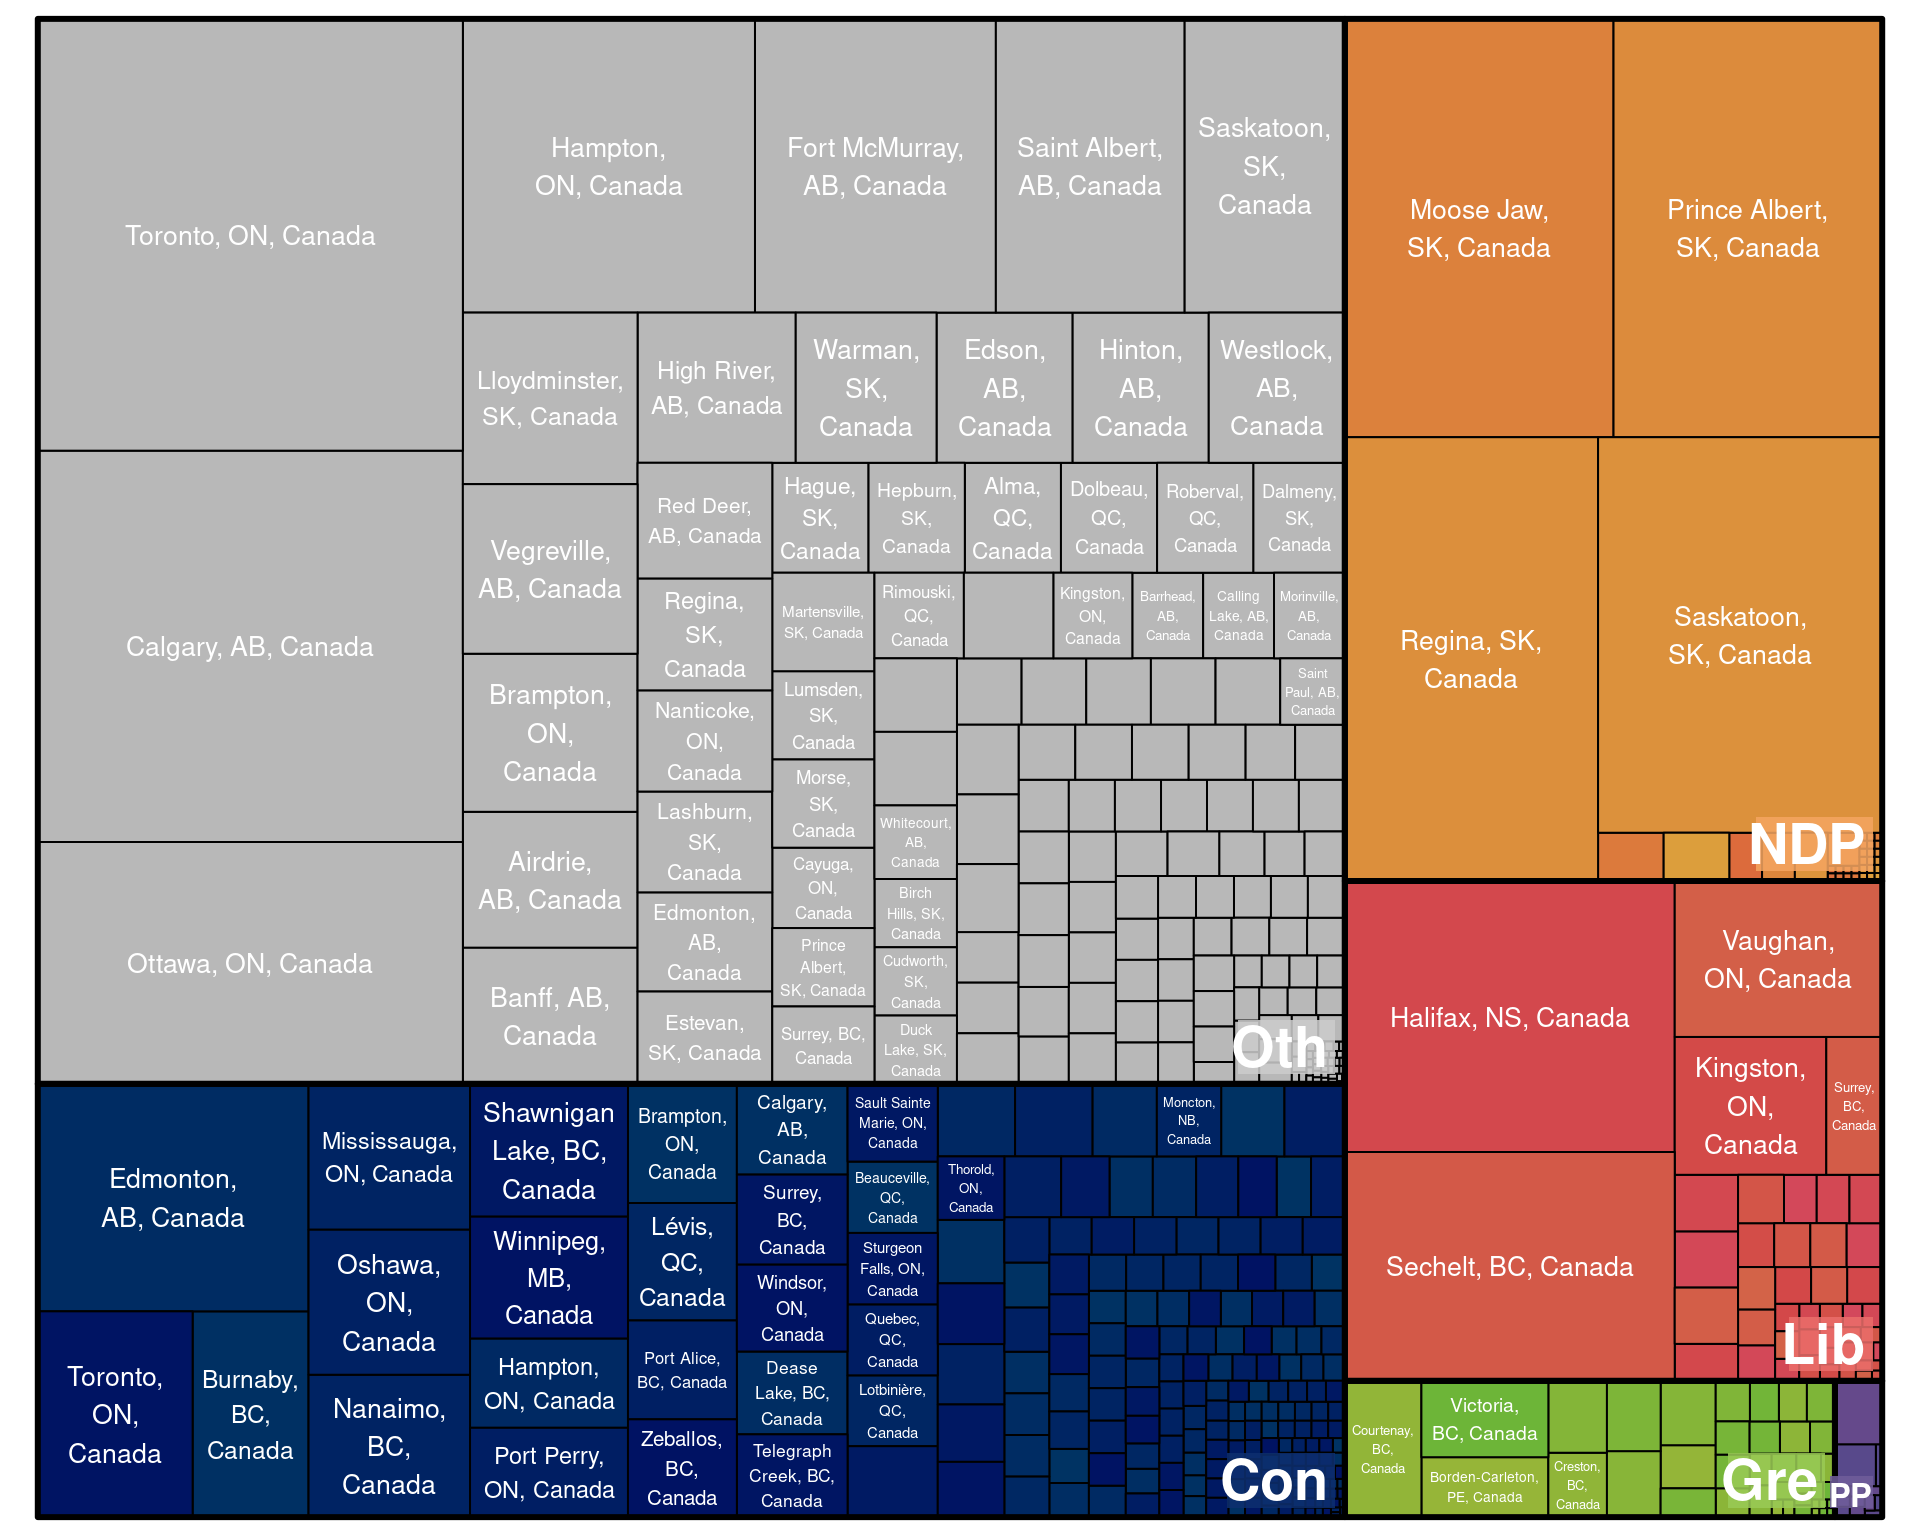 Toronto, ON, Canada
Hampton,
ON, Canada
Fort McMurray,
AB, Canada
Saint Albert,
AB, Canada
Saskatoon,
SK,
Canada
Calgary, AB, Canada
Ottawa, ON, Canada
Lloydminster,
SK, Canada
High River,
AB, Canada
Warman,
SK,
Canada
Edson,
AB,
Canada
Hinton,
AB,
Canada
Westlock,
AB,
Canada
Vegreville,
AB, Canada
Brampton,
ON,
Canada
Airdrie,
AB, Canada
Banff, AB,
Canada
Red Deer,
AB, Canada
Regina,
SK,
Canada
Nanticoke,
ON,
Canada
Lashburn,
SK,
Canada
Edmonton,
AB,
Canada
Estevan,
SK, Canada
Hague,
SK,
Canada
Hepburn,
SK,
Canada
Alma,
QC,
Canada
Dolbeau,
QC,
Canada
Roberval,
QC,
Canada
Dalmeny,
SK,
Canada
Martensville,
SK, Canada
Lumsden,
SK,
Canada
Morse,
SK,
Canada
Cayuga,
ON,
Canada
Prince
Albert,
SK, Canada
Surrey, BC,
Canada
Rimouski,
QC,
Canada
Kingston,
ON,
Canada
Barrhead,
AB,
Canada
Calling
Lake, AB,
Canada
Morinville,
AB,
Canada
Saint
Paul, AB,
Canada
Whitecourt,
AB,
Canada
Birch
Hills, SK,
Canada
Cudworth,
SK,
Canada
Duck
Lake, SK,
Canada
Oth
Moose Jaw,
SK, Canada
Prince Albert,
SK, Canada
Regina, SK,
Canada
Saskatoon,
SK, Canada
NDP
Halifax, NS, Canada
Sechelt, BC, Canada
Vaughan,
ON, Canada
Kingston,
ON,
Canada
Surrey,
BC,
Canada
Lib
Edmonton,
AB, Canada
Toronto,
ON,
Canada
Burnaby,
BC,
Canada
Mississauga,
ON, Canada
Oshawa,
ON,
Canada
Nanaimo,
BC,
Canada
Shawnigan
Lake, BC,
Canada
Winnipeg,
MB,
Canada
Hampton,
ON, Canada
Port Perry,
ON, Canada
Brampton,
ON,
Canada
Lévis,
QC,
Canada
Port Alice,
BC, Canada
Zeballos,
BC,
Canada
Calgary,
AB,
Canada
Surrey,
BC,
Canada
Windsor,
ON,
Canada
Dease
Lake, BC,
Canada
Telegraph
Creek, BC,
Canada
Sault Sainte
Marie, ON,
Canada
Beauceville,
QC,
Canada
Sturgeon
Falls, ON,
Canada
Quebec,
QC,
Canada
Lotbinière,
QC,
Canada
Moncton,
NB,
Canada
Thorold,
ON,
Canada
Con
Courtenay,
BC,
Canada
Victoria,
BC, Canada
Borden-Carleton,
PE, Canada
Creston,
BC,
Canada
Gre
PP